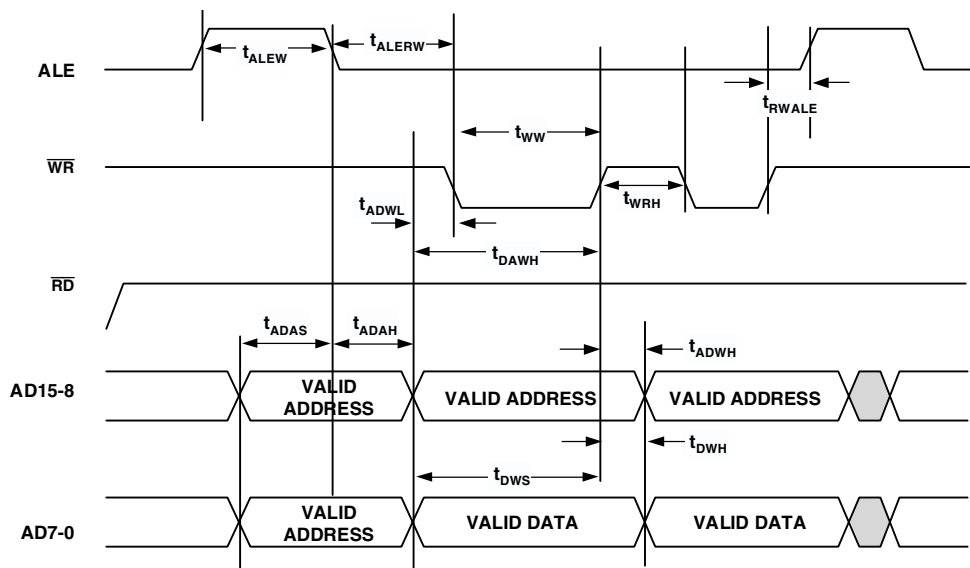 ALE
tALEW
tALERW
tRWALE
tWW
WR
tWRH
tADWL
tDAWH
RD
tADAS
tADAH
tADWH
AD15-8
VALID
ADDRESS
VALID ADDRESS
VALID ADDRESS
tDWH
tDWS
AD7-0
VALID
ADDRESS
VALID DATA
VALID DATA